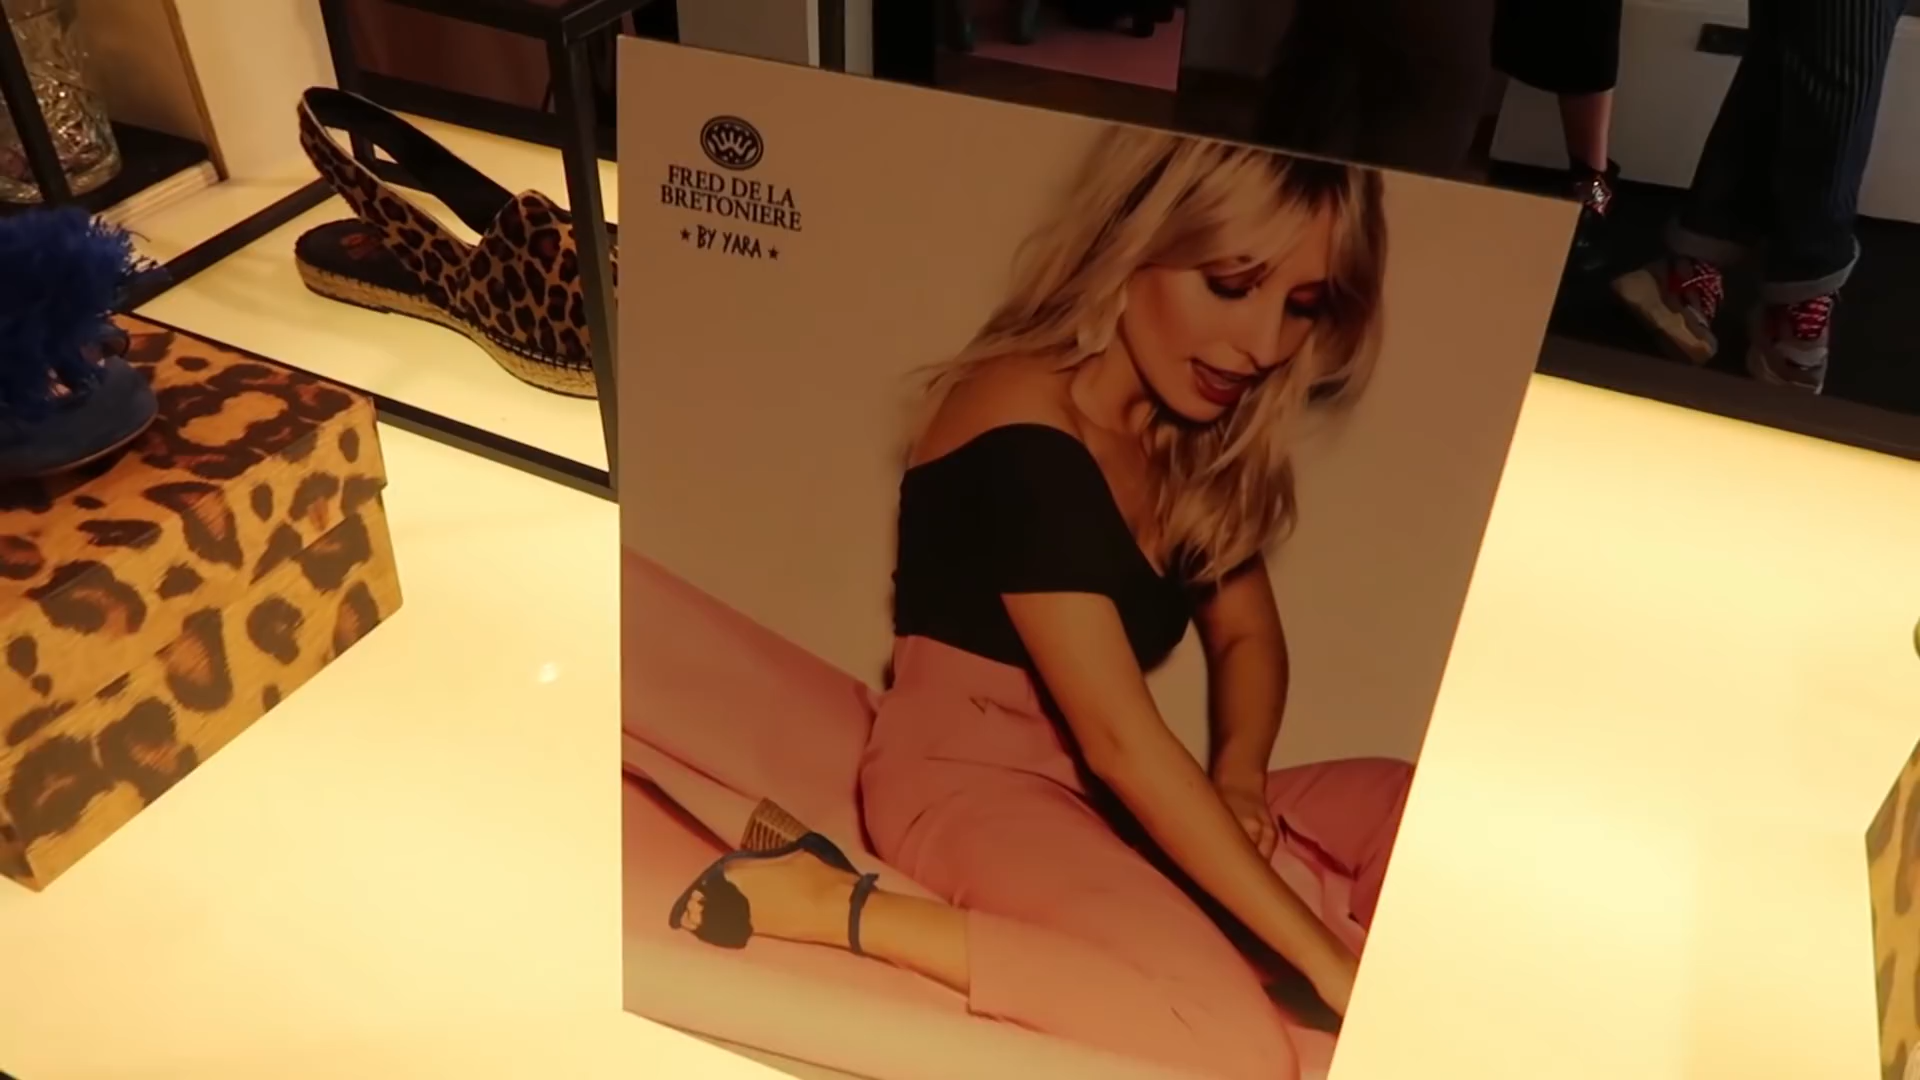 FRED DE LA
BRETONIERE
★ BY YARA ★